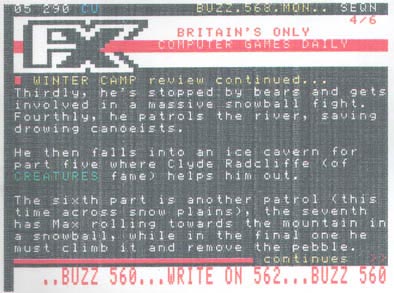 05 290 CU BUZZ.563.MON.. SEQN
4/6
FX
BRITAIN'S ONLY
COMPUTER GAMES DAILY
WINTER CAMP review continued...
Thirdly, he's stopped by bears and gets
involved in a massive snowball fight.
Fourthly, he patrols the river, saving
drowing canoeists.
He then falls into an ice cavern for
part five where Clyde Radcliffe (of
CREATURES fame) helps him out.
The sixth part is another patrol (this
time across snow plains), the seventh
has Max rolling towards the mountain in
a snowball, while in the final one he
must climb it and remove the pebble.
continues >>
..BUZZ 560...WRITE ON 562...BUZZ 560